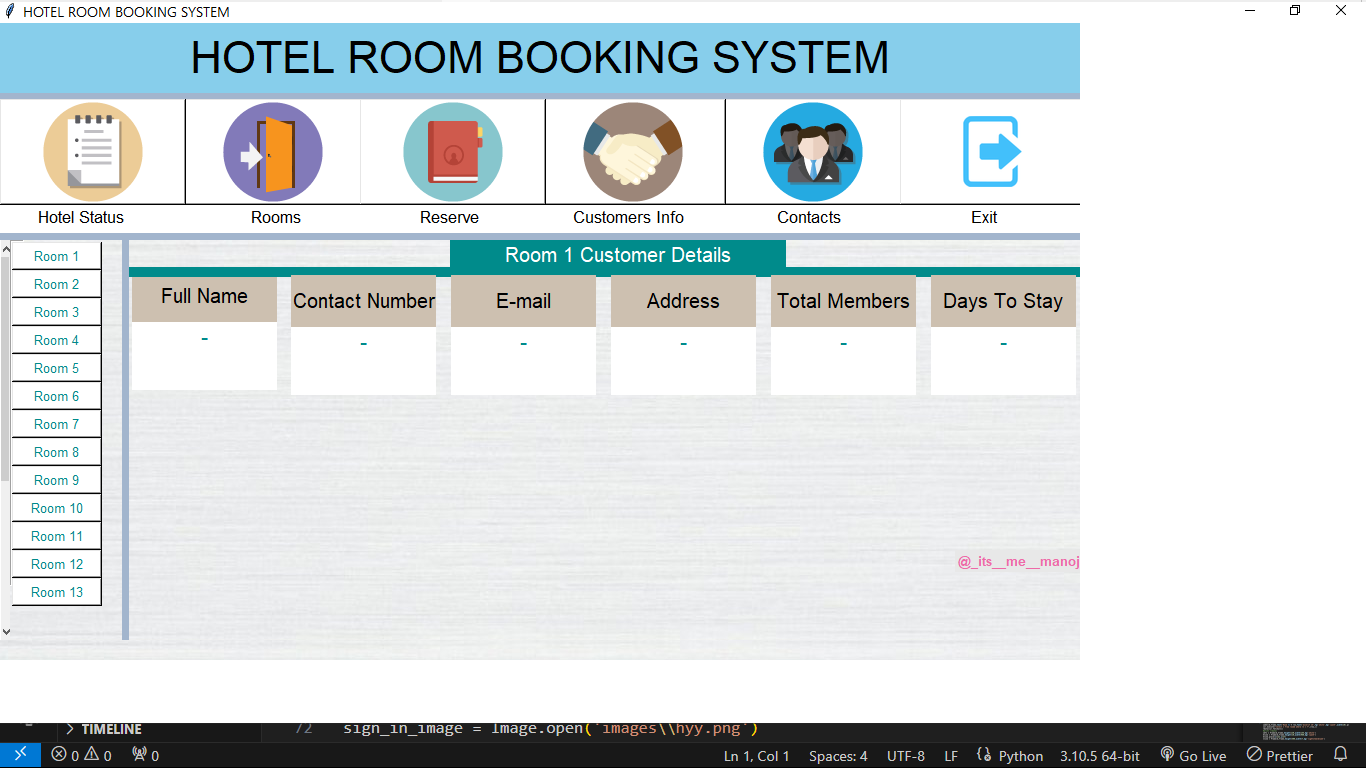 HOTEL ROOM BOOKING SYSTEM
HOTEL ROOM BOOKING SYSTEM
Hotel Status Rooms Reserve Customers Info Contacts Exit
Room 1
Room 2
Room 3
Room 4
Room 5
Room 6
Room 7
Room 8
Room 9
Room 10
Room 11
Room 12
Room 13
Room 1 Customer Details
Full Name Contact Number E-mail Address Total Members Days To Stay
- - - - - -
@_its__me__manoj
TIMELINE
72 sign_in_image = Image.open('images\\hyy.png')
0 0 0 Ln 1, Col 1 Spaces: 4 UTF-8 LF Python 3.10.5 64-bit Go Live Prettier